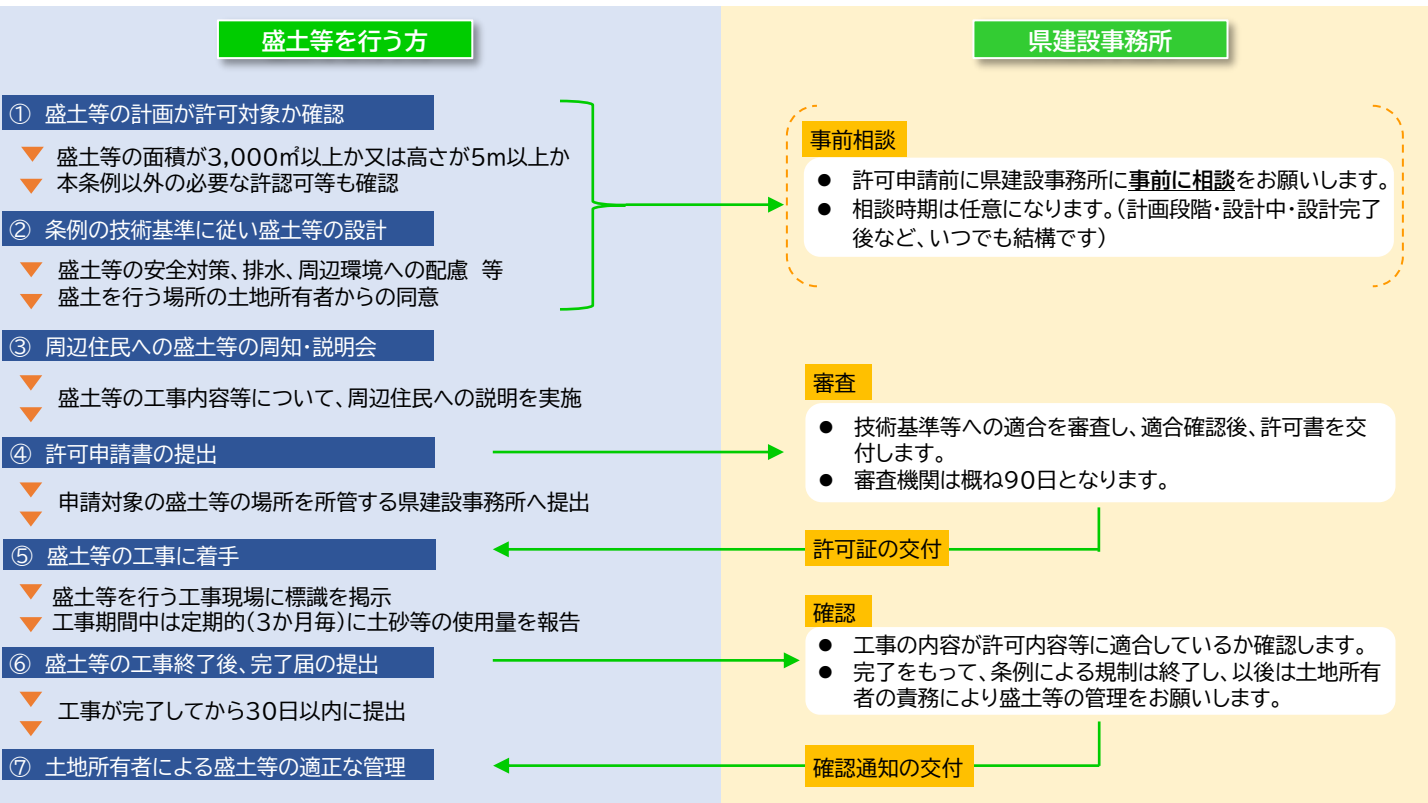 盛土等を行う方
① 盛土等の計画が許可対象か確認
盛土等の面積が3,000㎡以上か又は高さが5m以上か
本条例以外の必要な許認可等も確認
② 条例の技術基準に従い盛土等の設計
盛土等の安全対策、排水、周辺環境への配慮 等
盛土を行う場所の土地所有者からの同意
③ 周辺住民への盛土等の周知・説明会
盛土等の工事内容等について、周辺住民への説明を実施
④ 許可申請書の提出
申請対象の盛土等の場所を所管する県建設事務所へ提出
⑤ 盛土等の工事に着手
盛土等を行う工事現場に標識を掲示
工事期間中は定期的(3か月毎)に土砂等の使用量を報告
⑥ 盛土等の工事終了後、完了届の提出
工事が完了してから30日以内に提出
⑦ 土地所有者による盛土等の適正な管理
県建設事務所
事前相談
● 許可申請前に県建設事務所に事前に相談をお願いします。
● 相談時期は任意になります。(計画段階・設計中・設計完了
後など、いつでも結構です)
審査
● 技術基準等への適合を審査し、適合確認後、許可書を交
付します。
● 審査機関は概ね90日となります。
許可証の交付
確認
● 工事の内容が許可内容等に適合しているか確認します。
● 完了をもって、条例による規制は終了し、以後は土地所有
者の責務により盛土等の管理をお願いします。
確認通知の交付